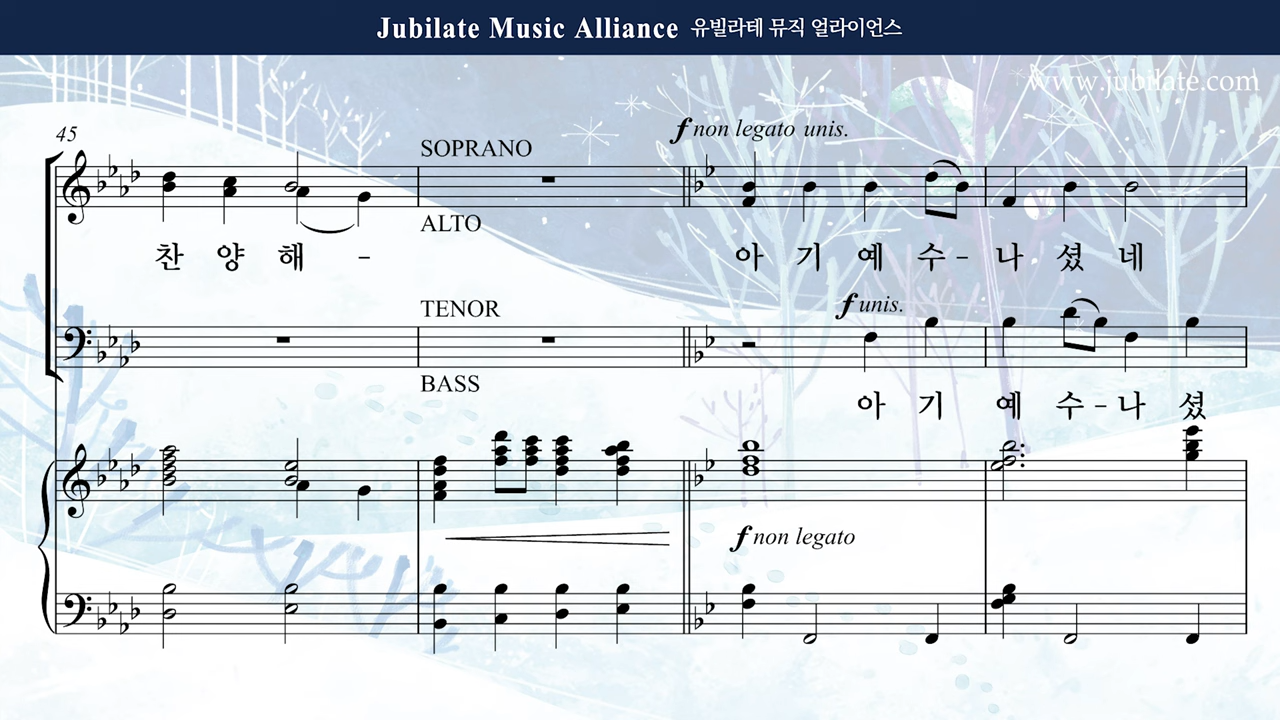 Jubilate Music Alliance 유빌라테 뮤직 얼라이언스
www.jubilate.com
45
SOPRANO
f non legato unis.
ALTO
찬 양 해 -
아 기 예 수 - 나 셨 네
TENOR
f unis.
BASS
아 기 예 수 - 나 셨
f non legato